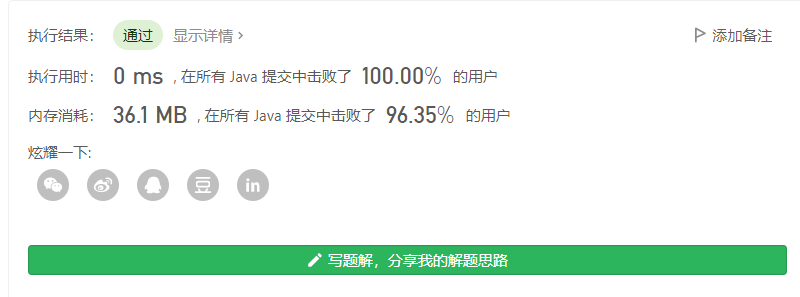 执行结果： 通过 显示详情 > 添加备注
执行用时： 0 ms , 在所有 Java 提交中击败了 100.00% 的用户
内存消耗： 36.1 MB , 在所有 Java 提交中击败了 96.35% 的用户
炫耀一下:
豆 in
写题解，分享我的解题思路